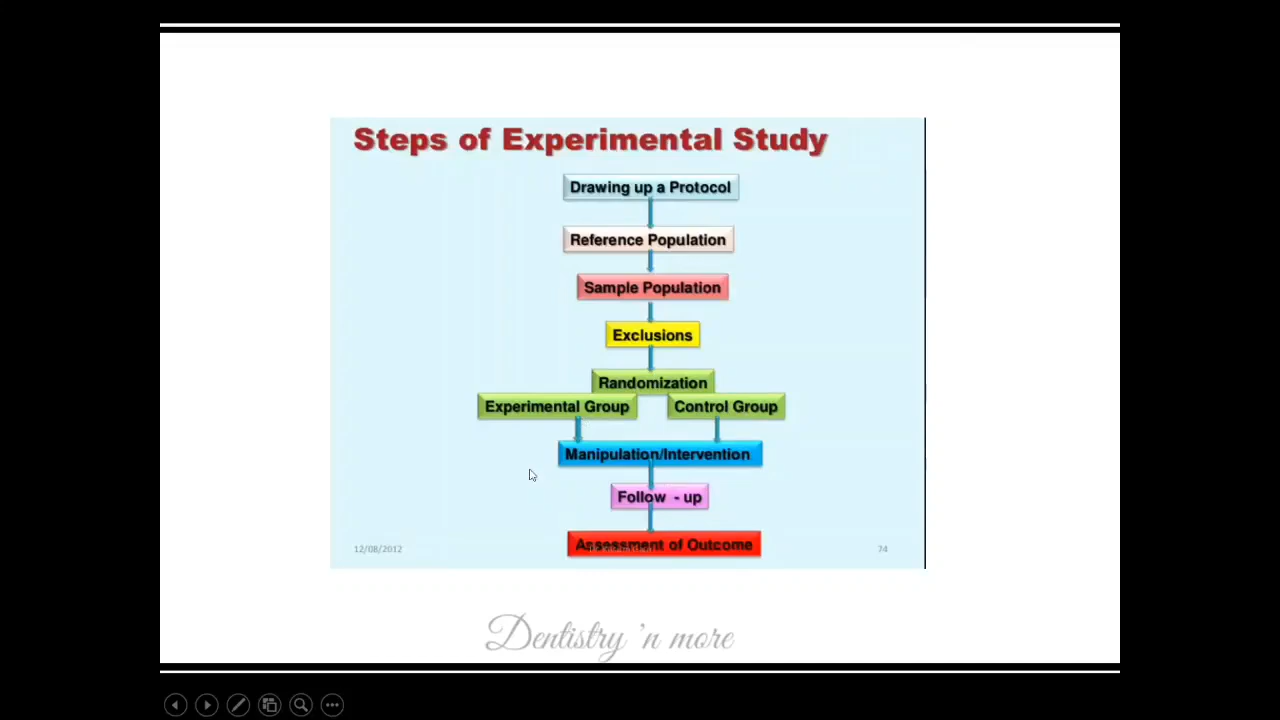 Steps of Experimental Study
Drawing up a Protocol
Reference Population
Sample Population
Exclusions
Randomization
Experimental Group Control Group
Manipulation/Intervention
Follow - up
Assessment of Outcome
12/08/2012 74
Dentistry 'n more